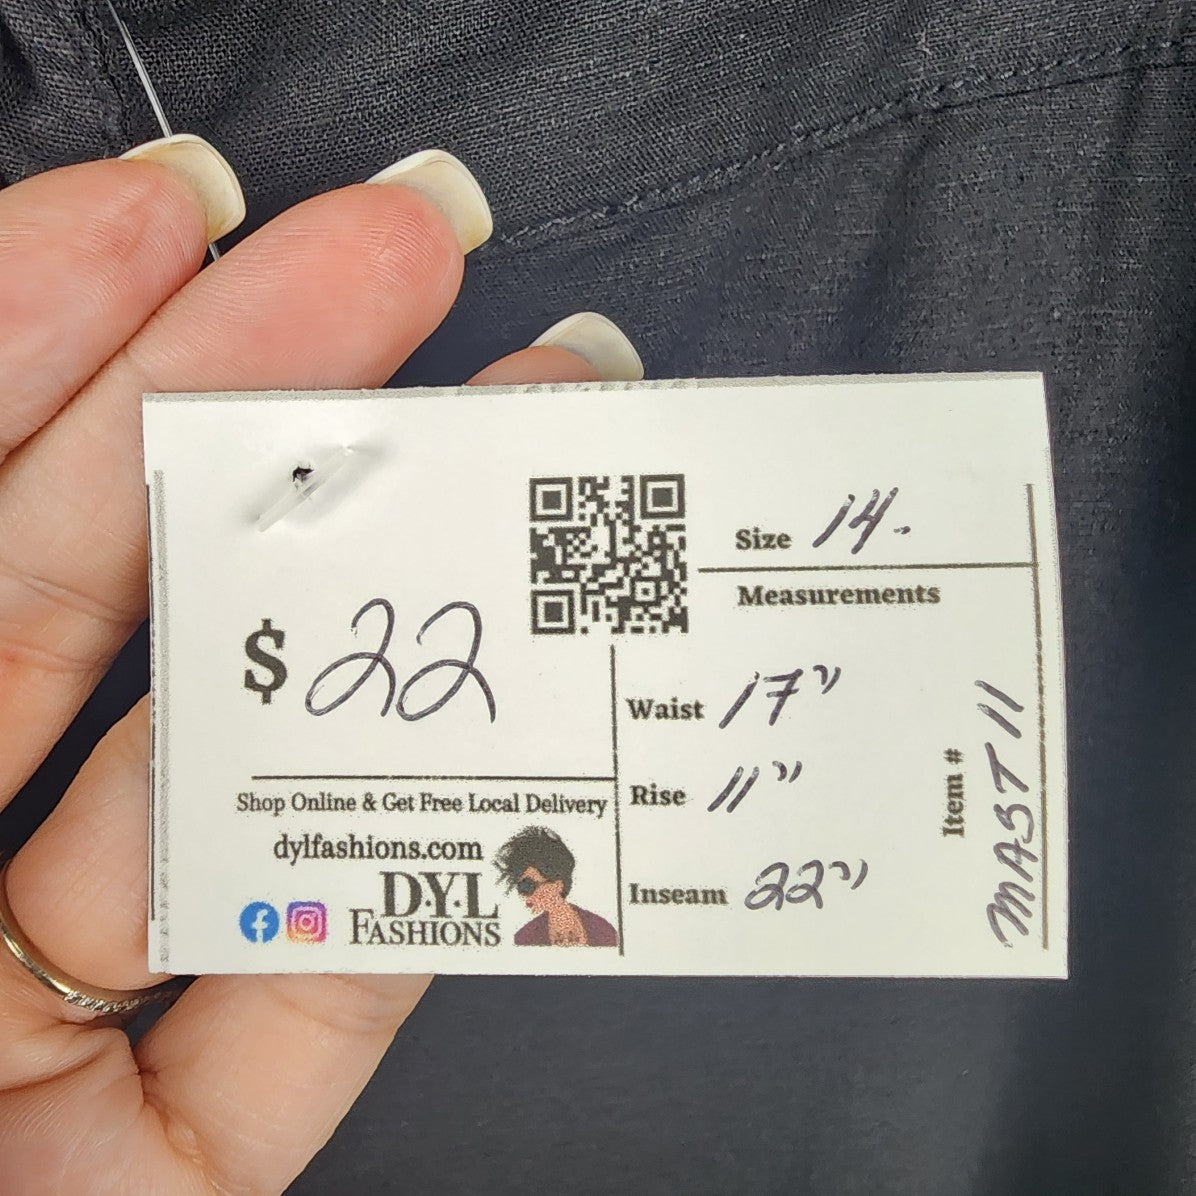 Size 14.
Measurements
$ 22
Waist 17"
Rise 11"
Inseam 22"
Item # MAST11
Shop Online & Get Free Local Delivery
dylfashions.com
D·Y·L
FASHIONS